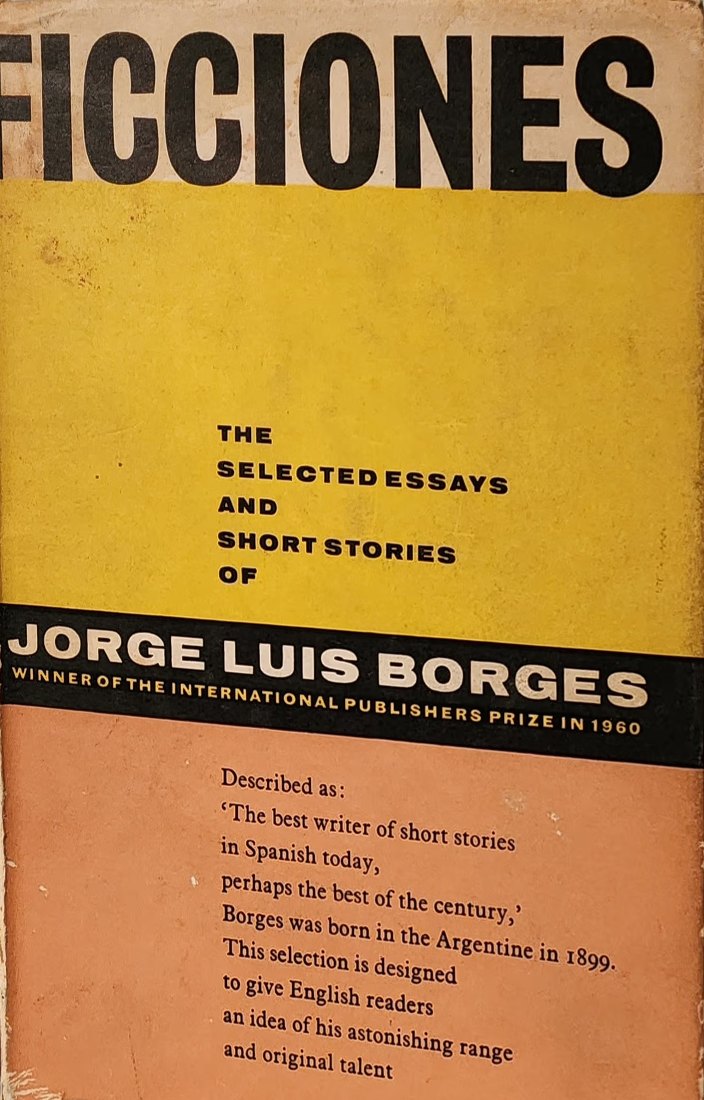 FICCIONES
THE
SELECTED ESSAYS
AND
SHORT STORIES
OF
JORGE LUIS BORGES
WINNER OF THE INTERNATIONAL PUBLISHERS PRIZE IN 1960
Described as:
‘The best writer of short stories
in Spanish today,
perhaps the best of the century,’
Borges was born in the Argentine in 1899.
This selection is designed
to give English readers
an idea of his astonishing range
and original talent